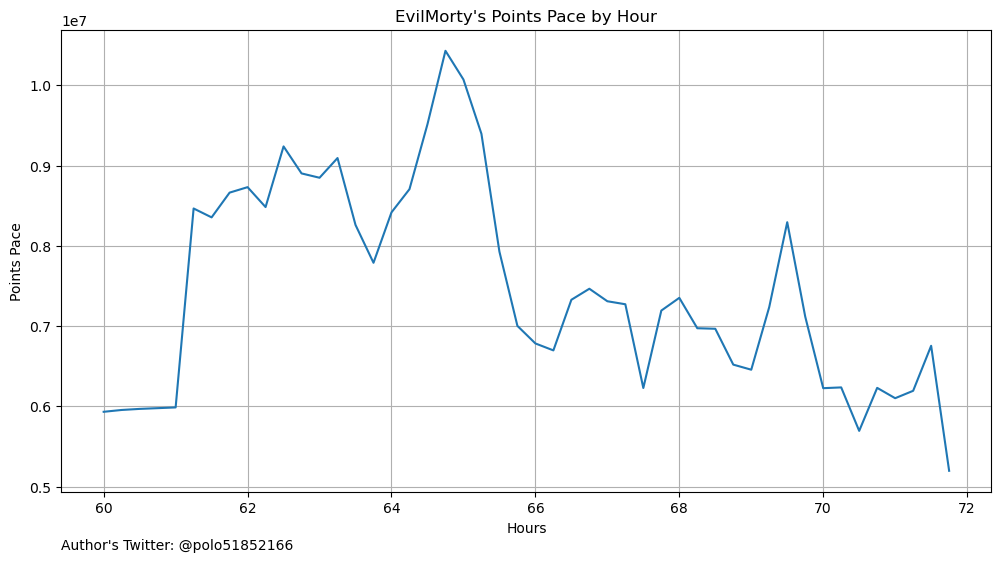 EvilMorty's Points Pace by Hour
1e7
1.0
0.9
0.8
0.7
0.6
0.5
Points Pace
60 62 64 66 68 70 72
Hours
Author's Twitter: @polo51852166